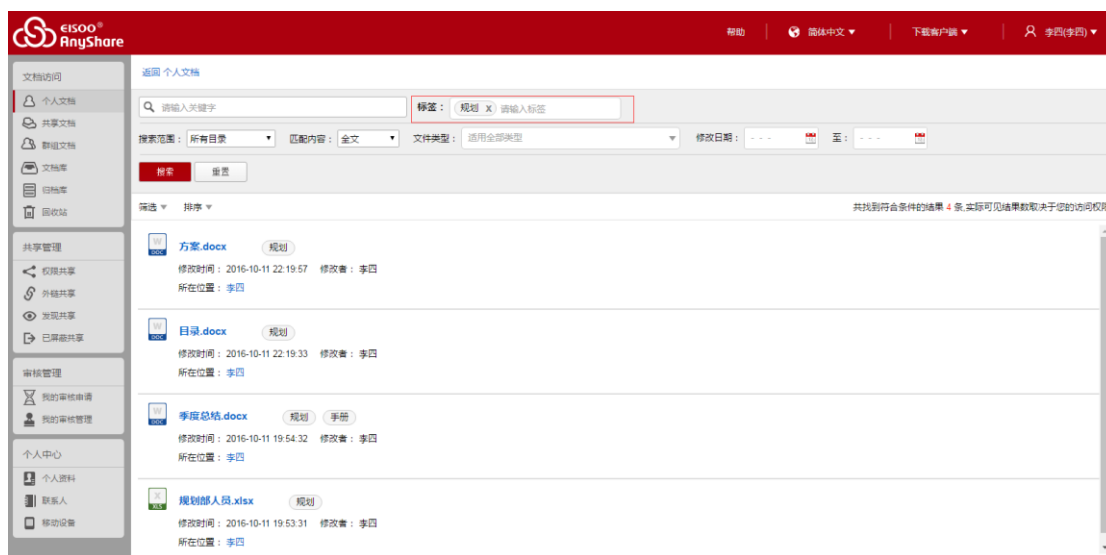 EISOO®
AnyShare
帮助
简体中文 ▼
下载客户端 ▼
李四(李四) ▼
文档访问
个人文档
共享文档
群组文档
文档库
归档库
回收站
共享管理
权限共享
外链共享
发现共享
已屏蔽共享
审核管理
我的审核申请
我的审核管理
个人中心
个人资料
联系人
移动设备
返回 个人文档
请输入关键字
标签： 规划 x 请输入标签
搜索范围： 所有目录 ▼ 匹配内容： 全文 ▼ 文件类型： 适用全部类型 ▼ 修改日期： - - - 至： - - -
搜索 重置
筛选 ▼ 排序 ▼ 共找到符合条件的结果 4 条,实际可见结果数取决于您的访问权限
W DOC 方案.docx 规划
修改时间： 2016-10-11 22:19:57 修改者： 李四
所在位置： 李四
W DOC 目录.docx 规划
修改时间： 2016-10-11 22:19:33 修改者： 李四
所在位置： 李四
W DOC 季度总结.docx 规划 手册
修改时间： 2016-10-11 19:54:32 修改者： 李四
所在位置： 李四
X XLS 规划部人员.xlsx 规划
修改时间： 2016-10-11 19:53:31 修改者： 李四
所在位置： 李四